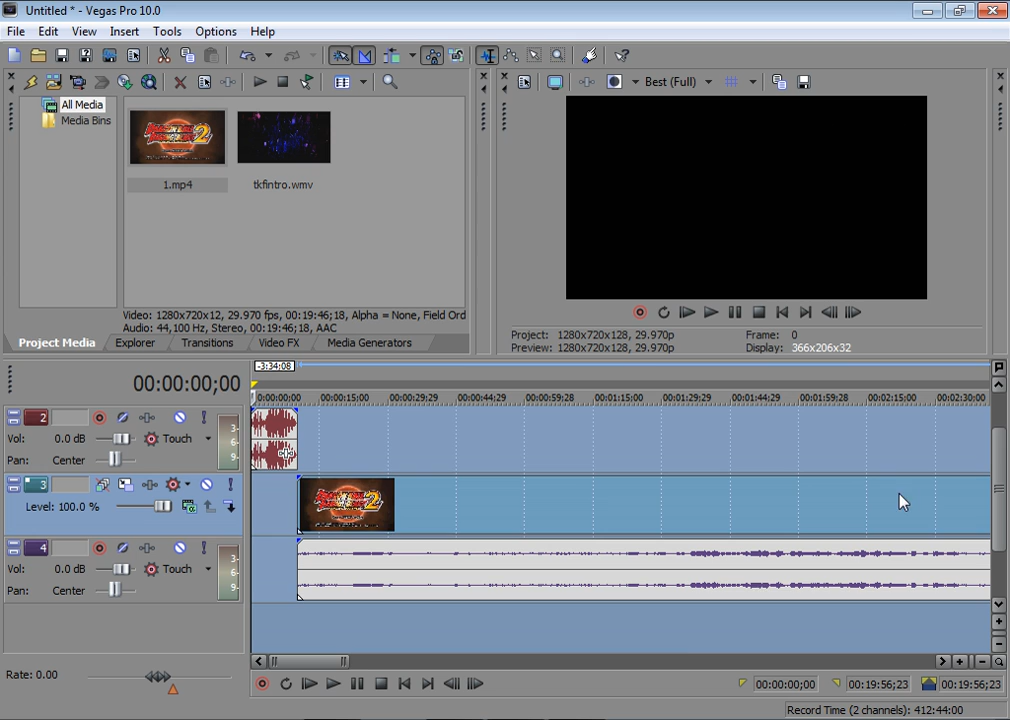 Untitled * - Vegas Pro 10.0
File Edit View Insert Tools Options Help
Best (Full)
All Media
Media Bins
1.mp4
tkfintro.wmv
Video: 1280x720x12, 29.970 fps, 00:19:46;18, Alpha = None, Field Ord
Audio: 44,100 Hz, Stereo, 00:19:46;18, AAC
Project Media Explorer Transitions Video FX Media Generators
Project: 1280x720x128, 29.970p
Preview: 1280x720x128, 29.970p
Frame: 0
Display: 366x206x32
-3:34:08
00:00:00;00
00:00:00 00:00:15;00 00:00:29;29 00:00:44;29 00:00:59;28 00:01:15;00 00:01:29;29 00:01:44;29 00:01:59;28 00:02:15;00 00:02:30;00
2
Vol: 0.0 dB Touch
Pan: Center
3
6
9
3
Level: 100.0 %
4
Vol: 0.0 dB Touch
Pan: Center
3
6
9
Rate: 0.00
00:00:00;00 00:19:56;23 00:19:56;23
Record Time (2 channels): 412:44:00